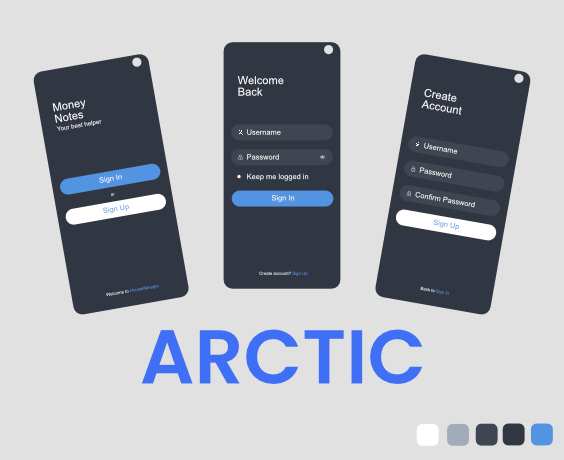 Money
Notes
Your best helper
Sign In
or
Sign Up
Welcome to HouseManager
Welcome
Back
Username
Password
Keep me logged in
Sign In
Create account? Sign Up
Create
Account
Username
Password
Confirm Password
Sign Up
Back to Sign In
ARCTIC